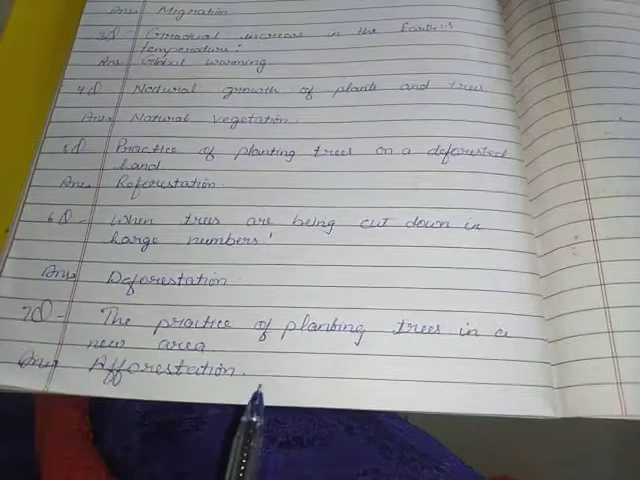 Ans. Migration
3Q - Gradual increase in the Earth's
temperature.
Ans. Global warming
4Q Natural growth of plants and trees
Ans. Natural vegetation.
5Q Practice of planting trees on a deforested
land
Ans. Reforestation.
6Q - When trees are being cut down in
large numbers.
Ans Deforestation
7Q - The practice of planting trees in a
new area
Ans Afforestation.